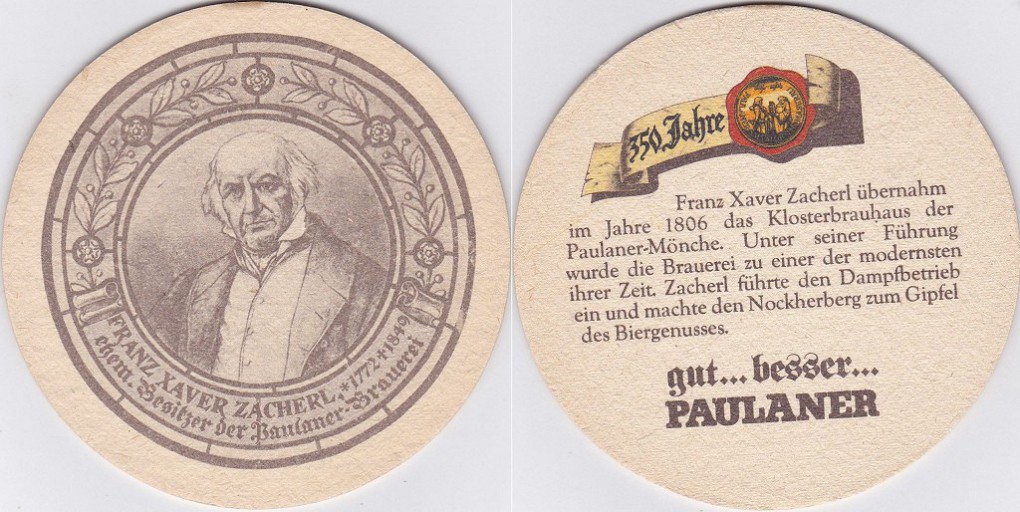 FRANZ XAVER ZACHERL, *1772 +1849
ehem. Besitzer der Paulaner-Brauerei
350 Jahre
Franz Xaver Zacherl übernahm
im Jahre 1806 das Klosterbrauhaus der
Paulaner-Mönche. Unter seiner Führung
wurde die Brauerei zu einer der modernsten
ihrer Zeit. Zacherl führte den Dampfbetrieb
ein und machte den Nockherberg zum Gipfel
des Biergenusses.
gut... besser...
PAULANER